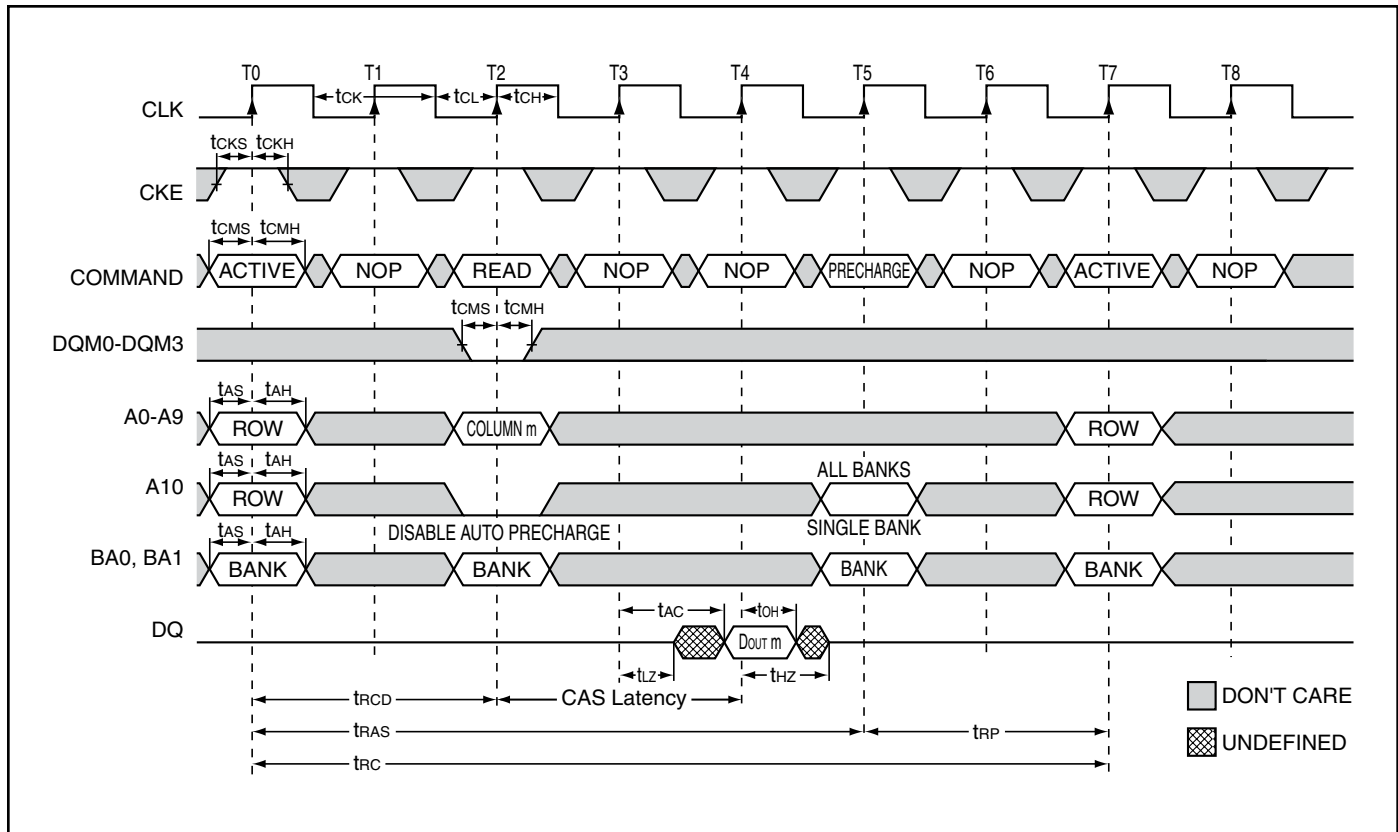 T0 T1 T2 T3 T4 T5 T6 T7 T8
CLK tCK tCL tCH
tCKS tCKH
CKE
tCMS tCMH
COMMAND ACTIVE NOP READ NOP NOP PRECHARGE NOP ACTIVE NOP
tCMS tCMH
DQM0-DQM3
tAS tAH
A0-A9 ROW COLUMN m ROW
tAS tAH ALL BANKS
A10 ROW ROW
tAS tAH DISABLE AUTO PRECHARGE SINGLE BANK
BA0, BA1 BANK BANK BANK BANK
tAC tOH
DQ DOUT m
tLZ tHZ
tRCD CAS Latency DON'T CARE
tRAS tRP
UNDEFINED
tRC